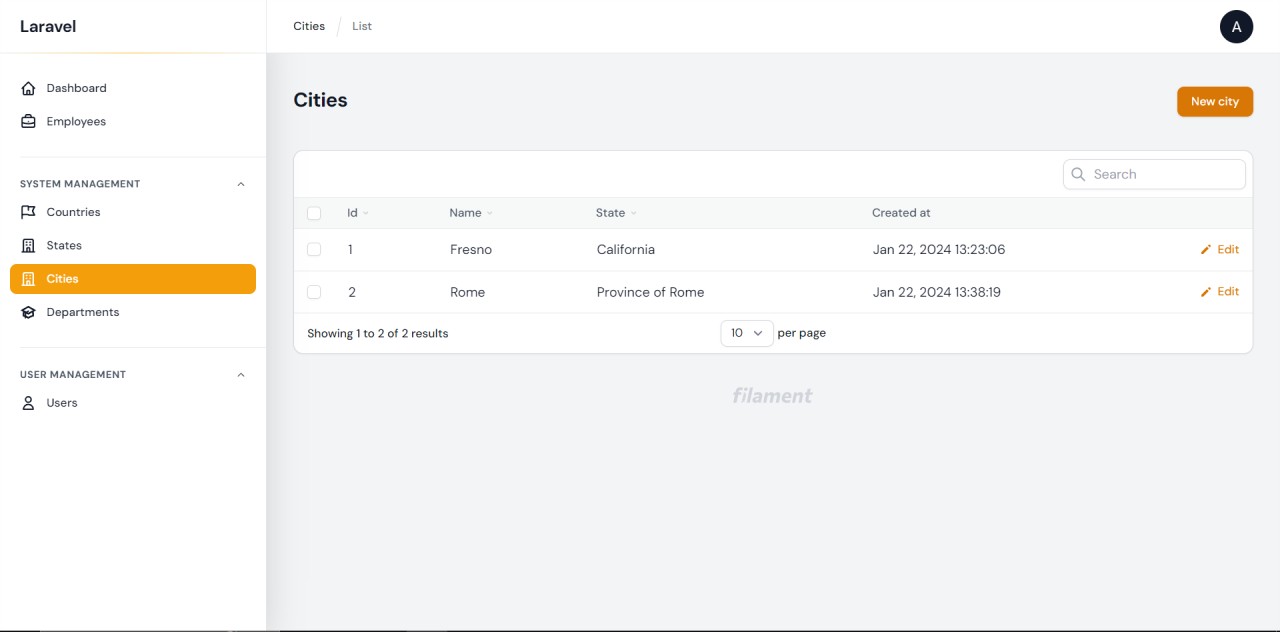 Laravel
Cities
List
A
Dashboard
Employees
SYSTEM MANAGEMENT
Countries
States
Cities
Departments
USER MANAGEMENT
Users
Cities
New city
Search
Id Name State Created at
1 Fresno California Jan 22, 2024 13:23:06 Edit
2 Rome Province of Rome Jan 22, 2024 13:38:19 Edit
Showing 1 to 2 of 2 results 10 per page
filament